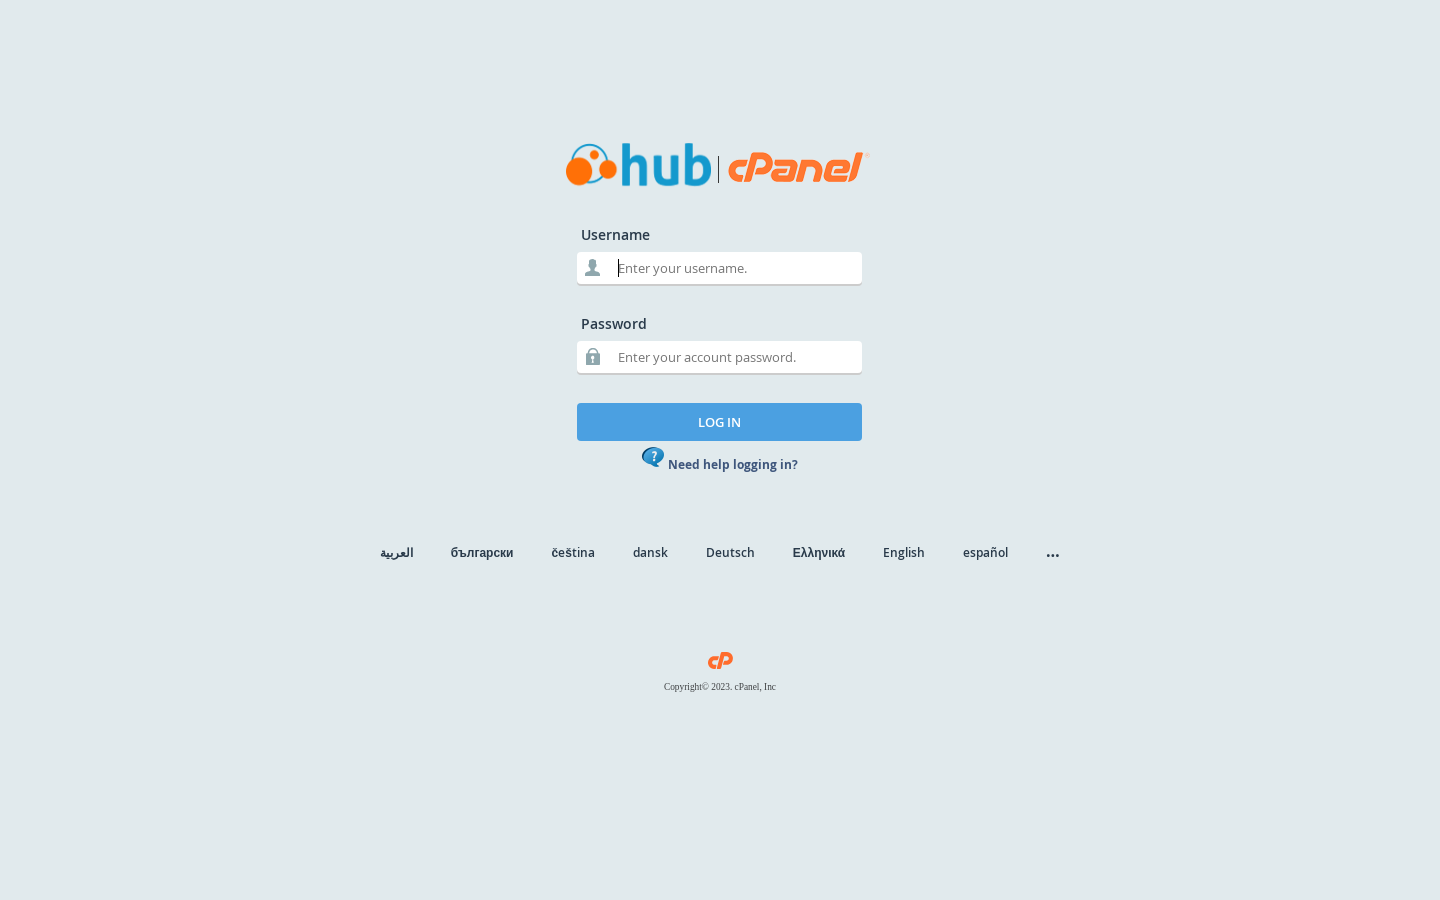 hub | cPanel®
Username
Enter your username.
Password
Enter your account password.
LOG IN
? Need help logging in?
العربية български čeština dansk Deutsch Ελληνικά English español ...
cP
Copyright© 2023. cPanel, Inc